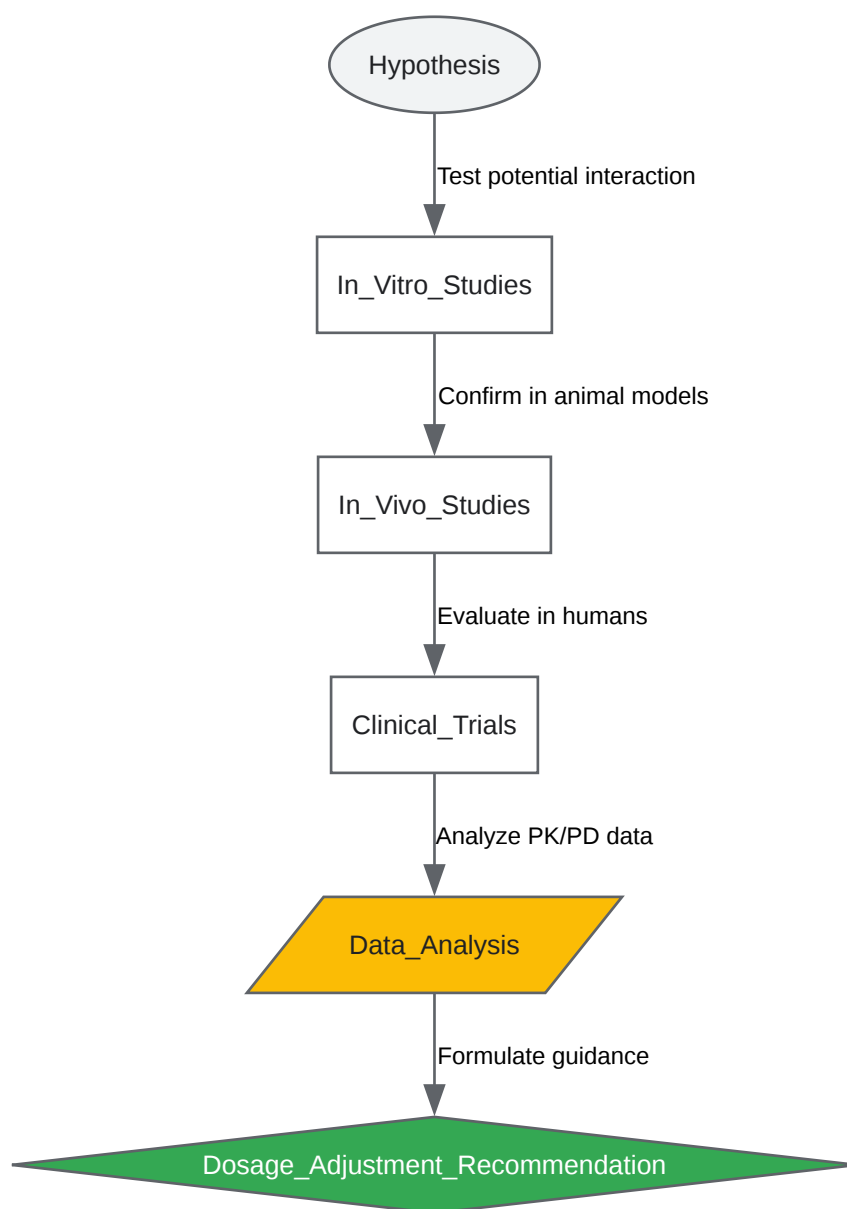 Hypothesis
Test potential interaction
In_Vitro_Studies
Confirm in animal models
In_Vivo_Studies
Evaluate in humans
Clinical_Trials
Analyze PK/PD data
Data_Analysis
Formulate guidance
Dosage_Adjustment_Recommendation